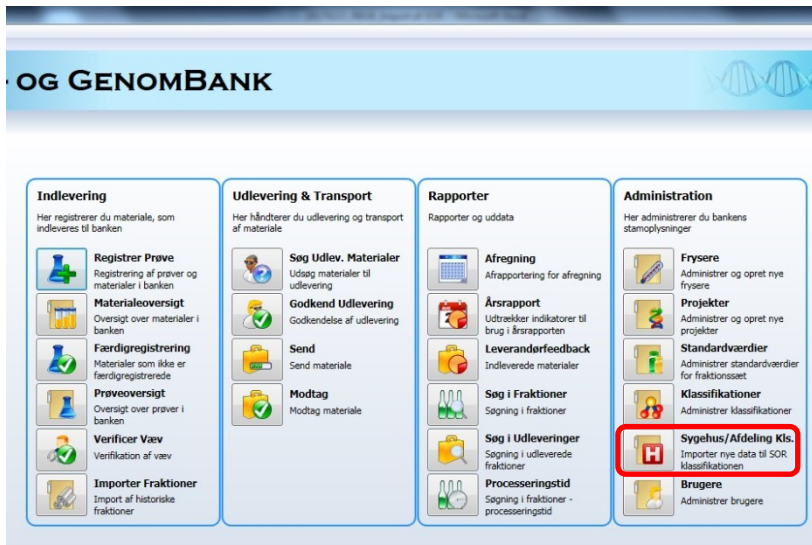 OG GENOMBANK
Indlevering
Her registrerer du materiale, som
indleveres til banken
Registrer Prøve
Registrering af prøver og
materialer i banken
Materialeoversigt
Oversigt over materialer i
banken
Færdigregistrering
Materialer som ikke er
færdigregistrerede
Prøveoversigt
Oversigt over prøver i
banken
Verificer Væv
Verifikation af væv
Importer Fraktioner
Import af historiske
fraktioner
Udlevering & Transport
Her håndterer du udlevering og transport
af materiale
Søg Udlev. Materialer
Udsøg materialer til
udlevering
Godkend Udlevering
Godkendelse af udlevering
Send
Send materiale
Modtag
Modtag materiale
Rapporter
Rapporter og uddata
Afregning
Afrapportering for afregning
Årsrapport
Udtrækker indikatorer til
brug i årsrapporten
Leverandørfeedback
Indleverede materialer
Søg i Fraktioner
Søgning i fraktioner
Søg i Udleveringer
Søgning i udleverede
fraktioner
Processeringstid
Søgning i fraktioner -
processeringstid
Administration
Her administrerer du bankens
stamoplysninger
Frysere
Administrer og opret nye
frysere
Projekter
Administrer og opret nye
projekter
Standardværdier
Administrer standardværdier
for fraktionssæt
Klassifikationer
Administrer klassifikationer
Sygehus/Afdeling Kls.
Importer nye data til SOR
klassifikationen
H
Brugere
Administrer brugere